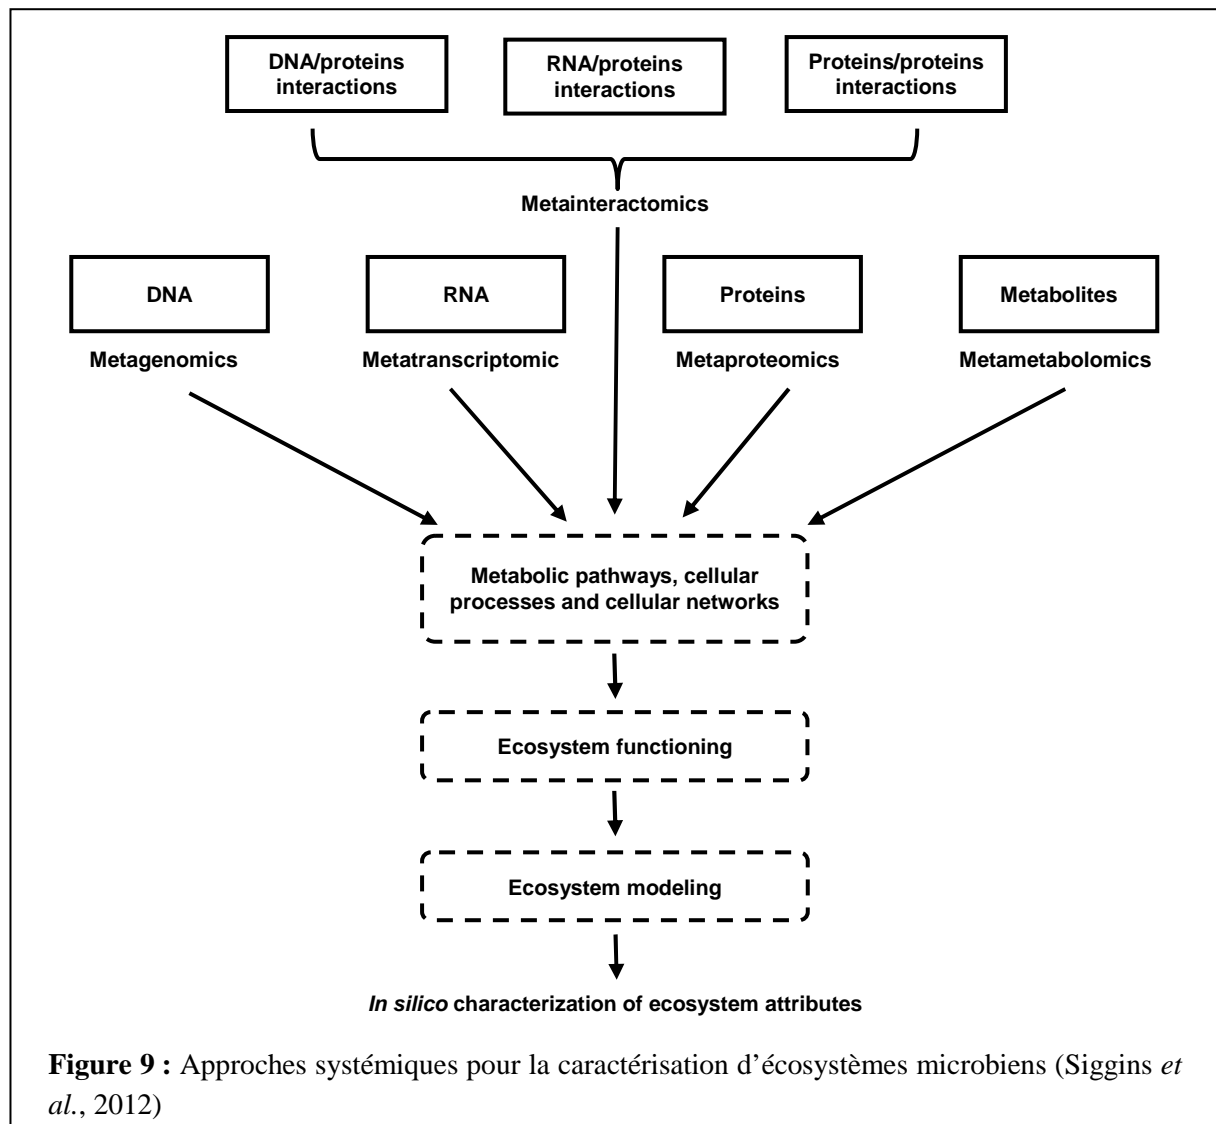 DNA/proteins
interactions
RNA/proteins
interactions
Proteins/proteins
interactions
Metainteractomics
DNA
RNA
Proteins
Metabolites
Metagenomics
Metatranscriptomic
Metaproteomics
Metametabolomics
Metabolic pathways, cellular
processes and cellular networks
Ecosystem functioning
Ecosystem modeling
In silico characterization of ecosystem attributes
Figure 9 : Approches systémiques pour la caractérisation d'écosystèmes microbiens (Siggins et
al., 2012)